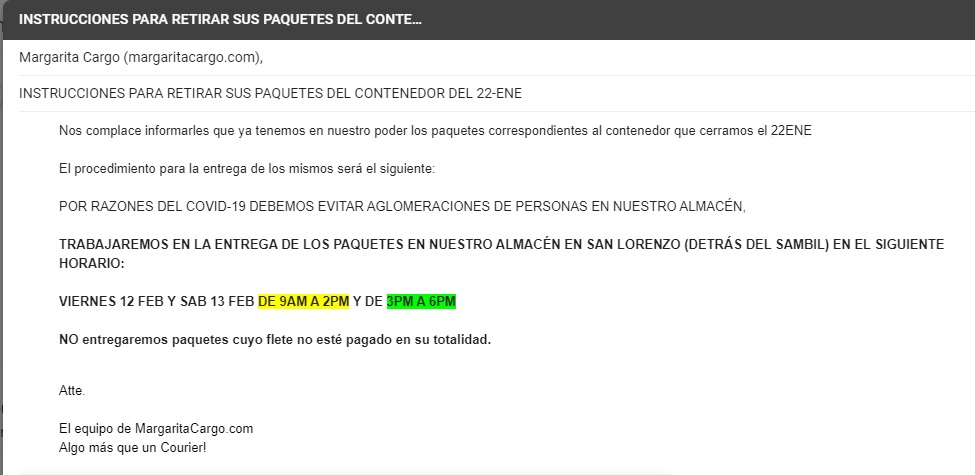 INSTRUCCIONES PARA RETIRAR SUS PAQUETES DEL CONTE...
Margarita Cargo (margaritacargo.com),
INSTRUCCIONES PARA RETIRAR SUS PAQUETES DEL CONTENEDOR DEL 22-ENE
Nos complace informarles que ya tenemos en nuestro poder los paquetes correspondientes al contenedor que cerramos el 22ENE
El procedimiento para la entrega de los mismos será el siguiente:
POR RAZONES DEL COVID-19 DEBEMOS EVITAR AGLOMERACIONES DE PERSONAS EN NUESTRO ALMACÉN,
TRABAJAREMOS EN LA ENTREGA DE LOS PAQUETES EN NUESTRO ALMACÉN EN SAN LORENZO (DETRÁS DEL SAMBIL) EN EL SIGUIENTE
HORARIO:
VIERNES 12 FEB Y SAB 13 FEB DE 9AM A 2PM Y DE 3PM A 6PM
NO entregaremos paquetes cuyo flete no esté pagado en su totalidad.
Atte.
El equipo de MargaritaCargo.com
Algo más que un Courier!